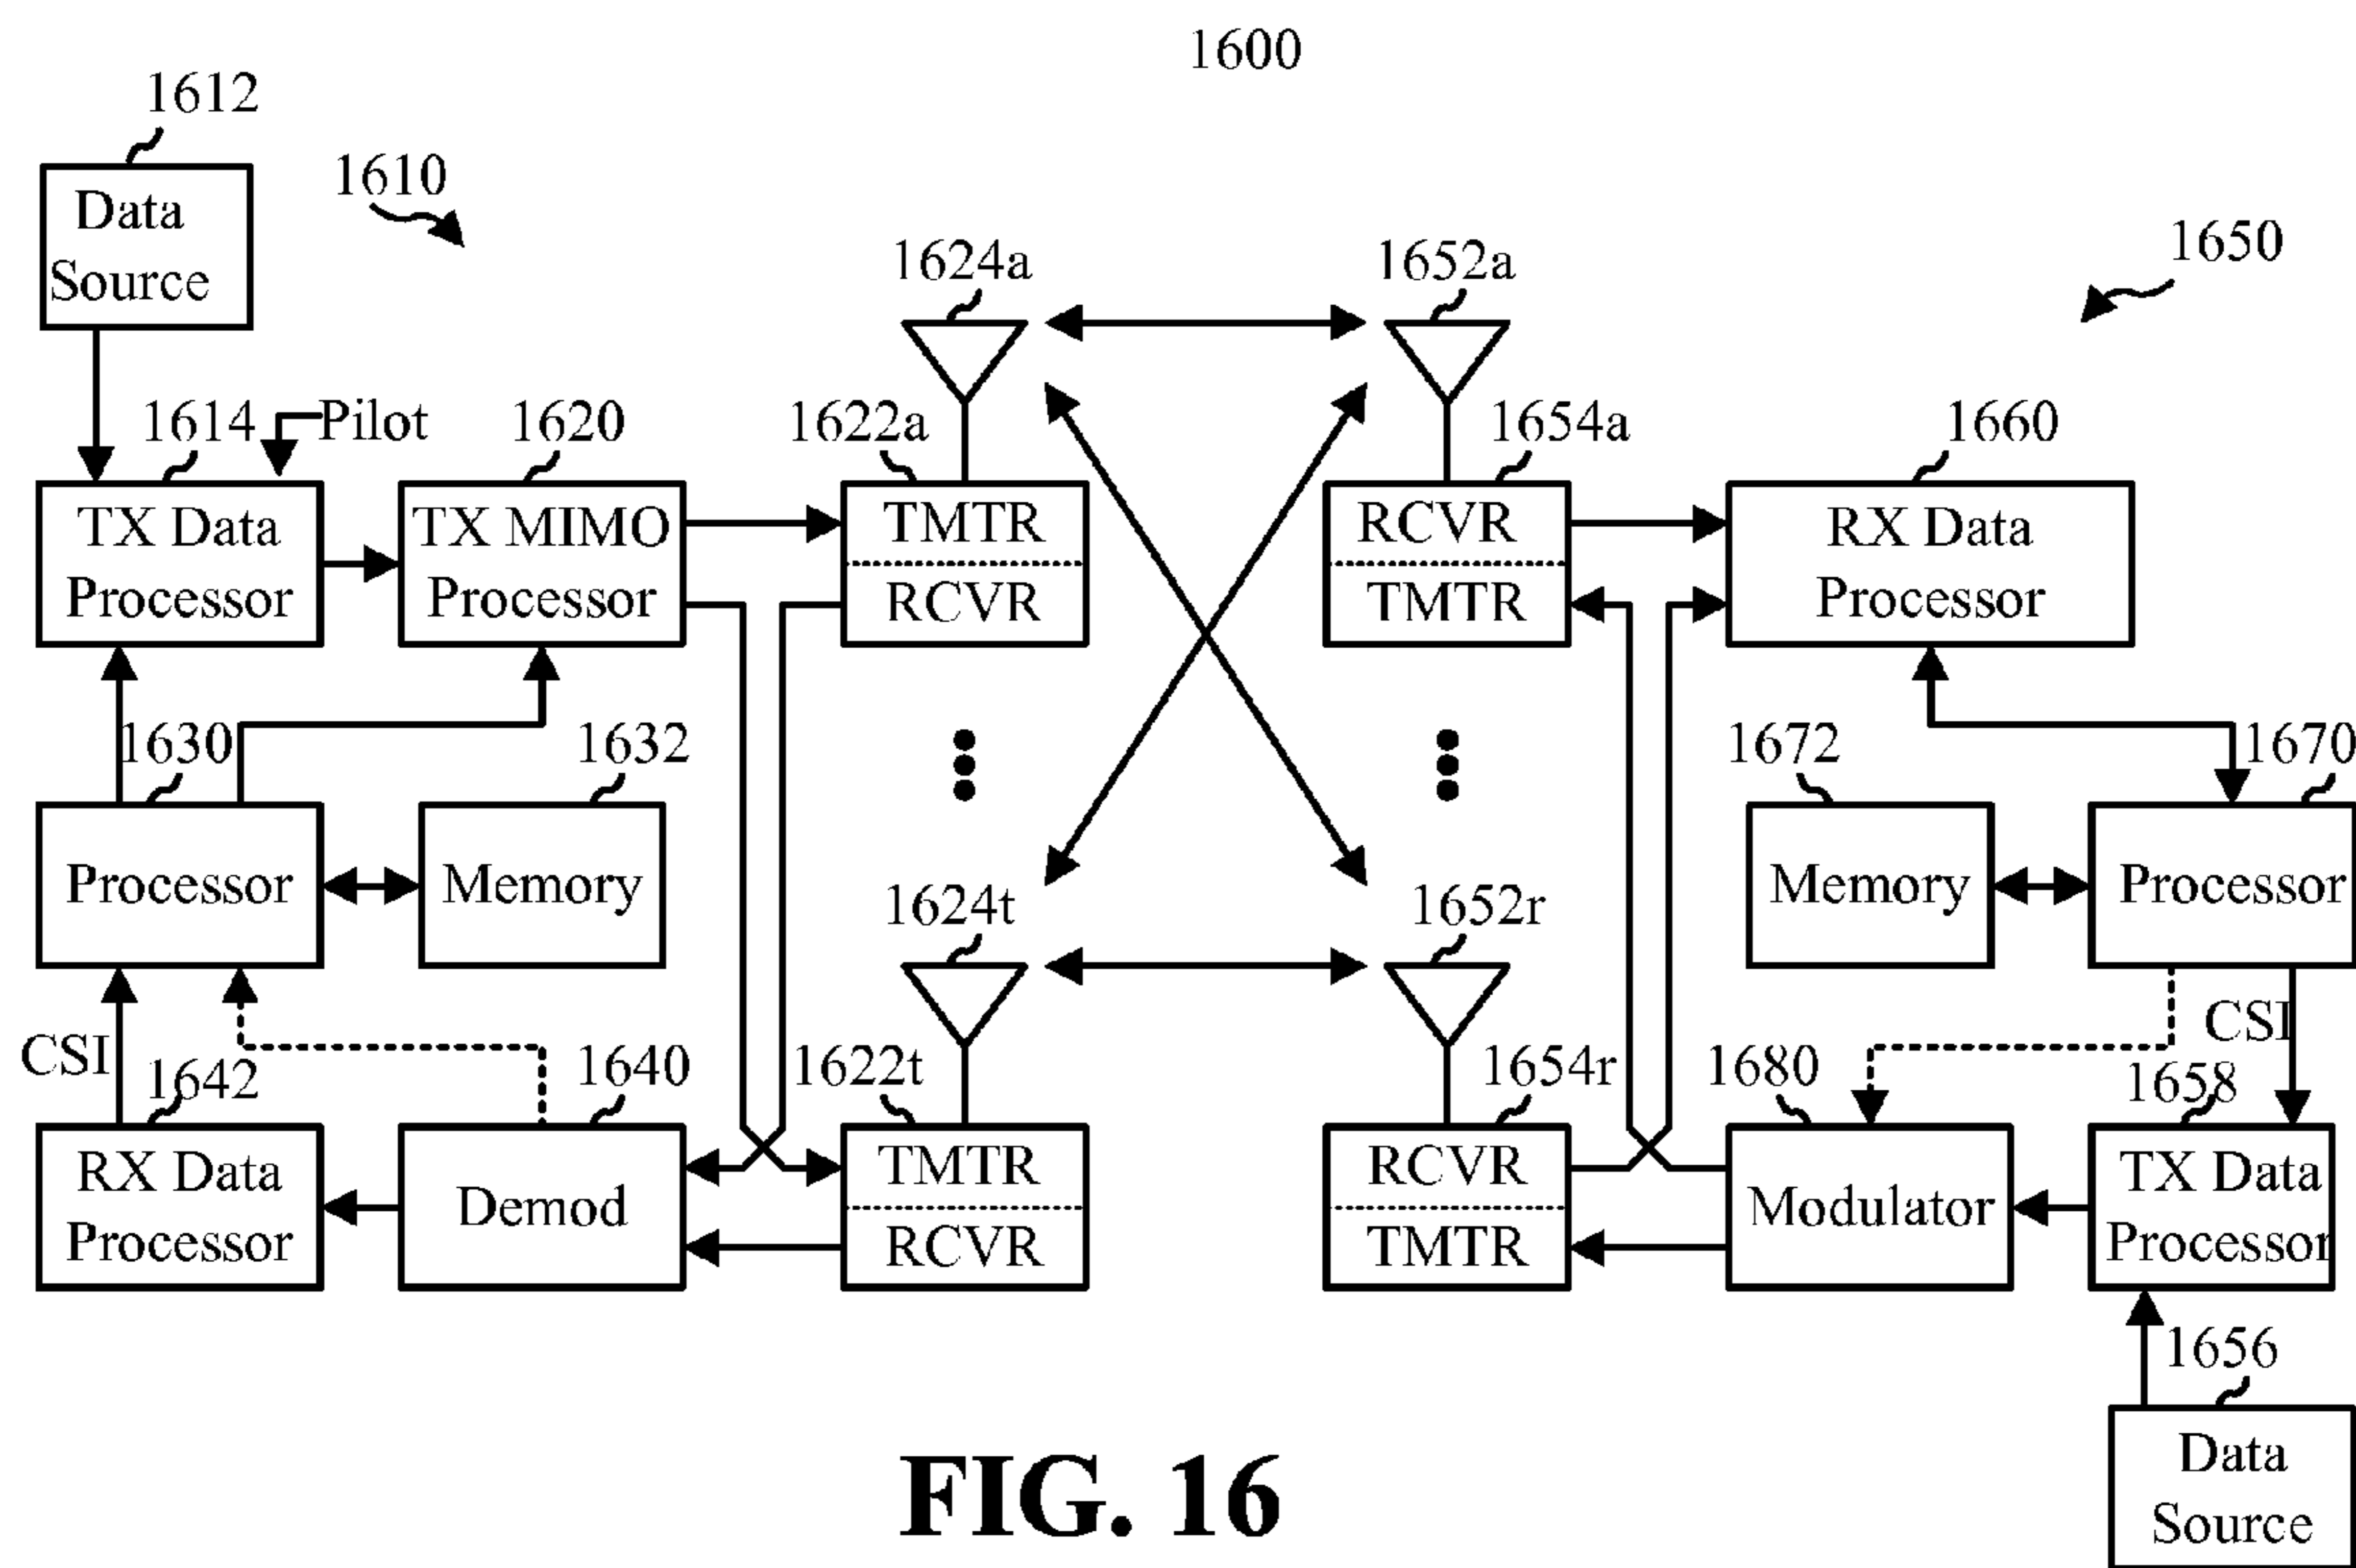 1600
1612
Data
Source
1610
1650
1624a
1652a
1614
Pilot
1620
1622a
1654a
1660
TX Data
Processor
TX MIMO
Processor
TMTR
RCVR
RCVR
TMTR
RX Data
Processor
1630
1632
1672
1670
Processor
Memory
Memory
Processor
1624t
1652r
CSI
CSI
1642
1640
1622t
1654r
1680
1658
RX Data
Processor
Demod
TMTR
RCVR
RCVR
TMTR
Modulator
TX Data
Processor
1656
Data
Source
FIG. 16